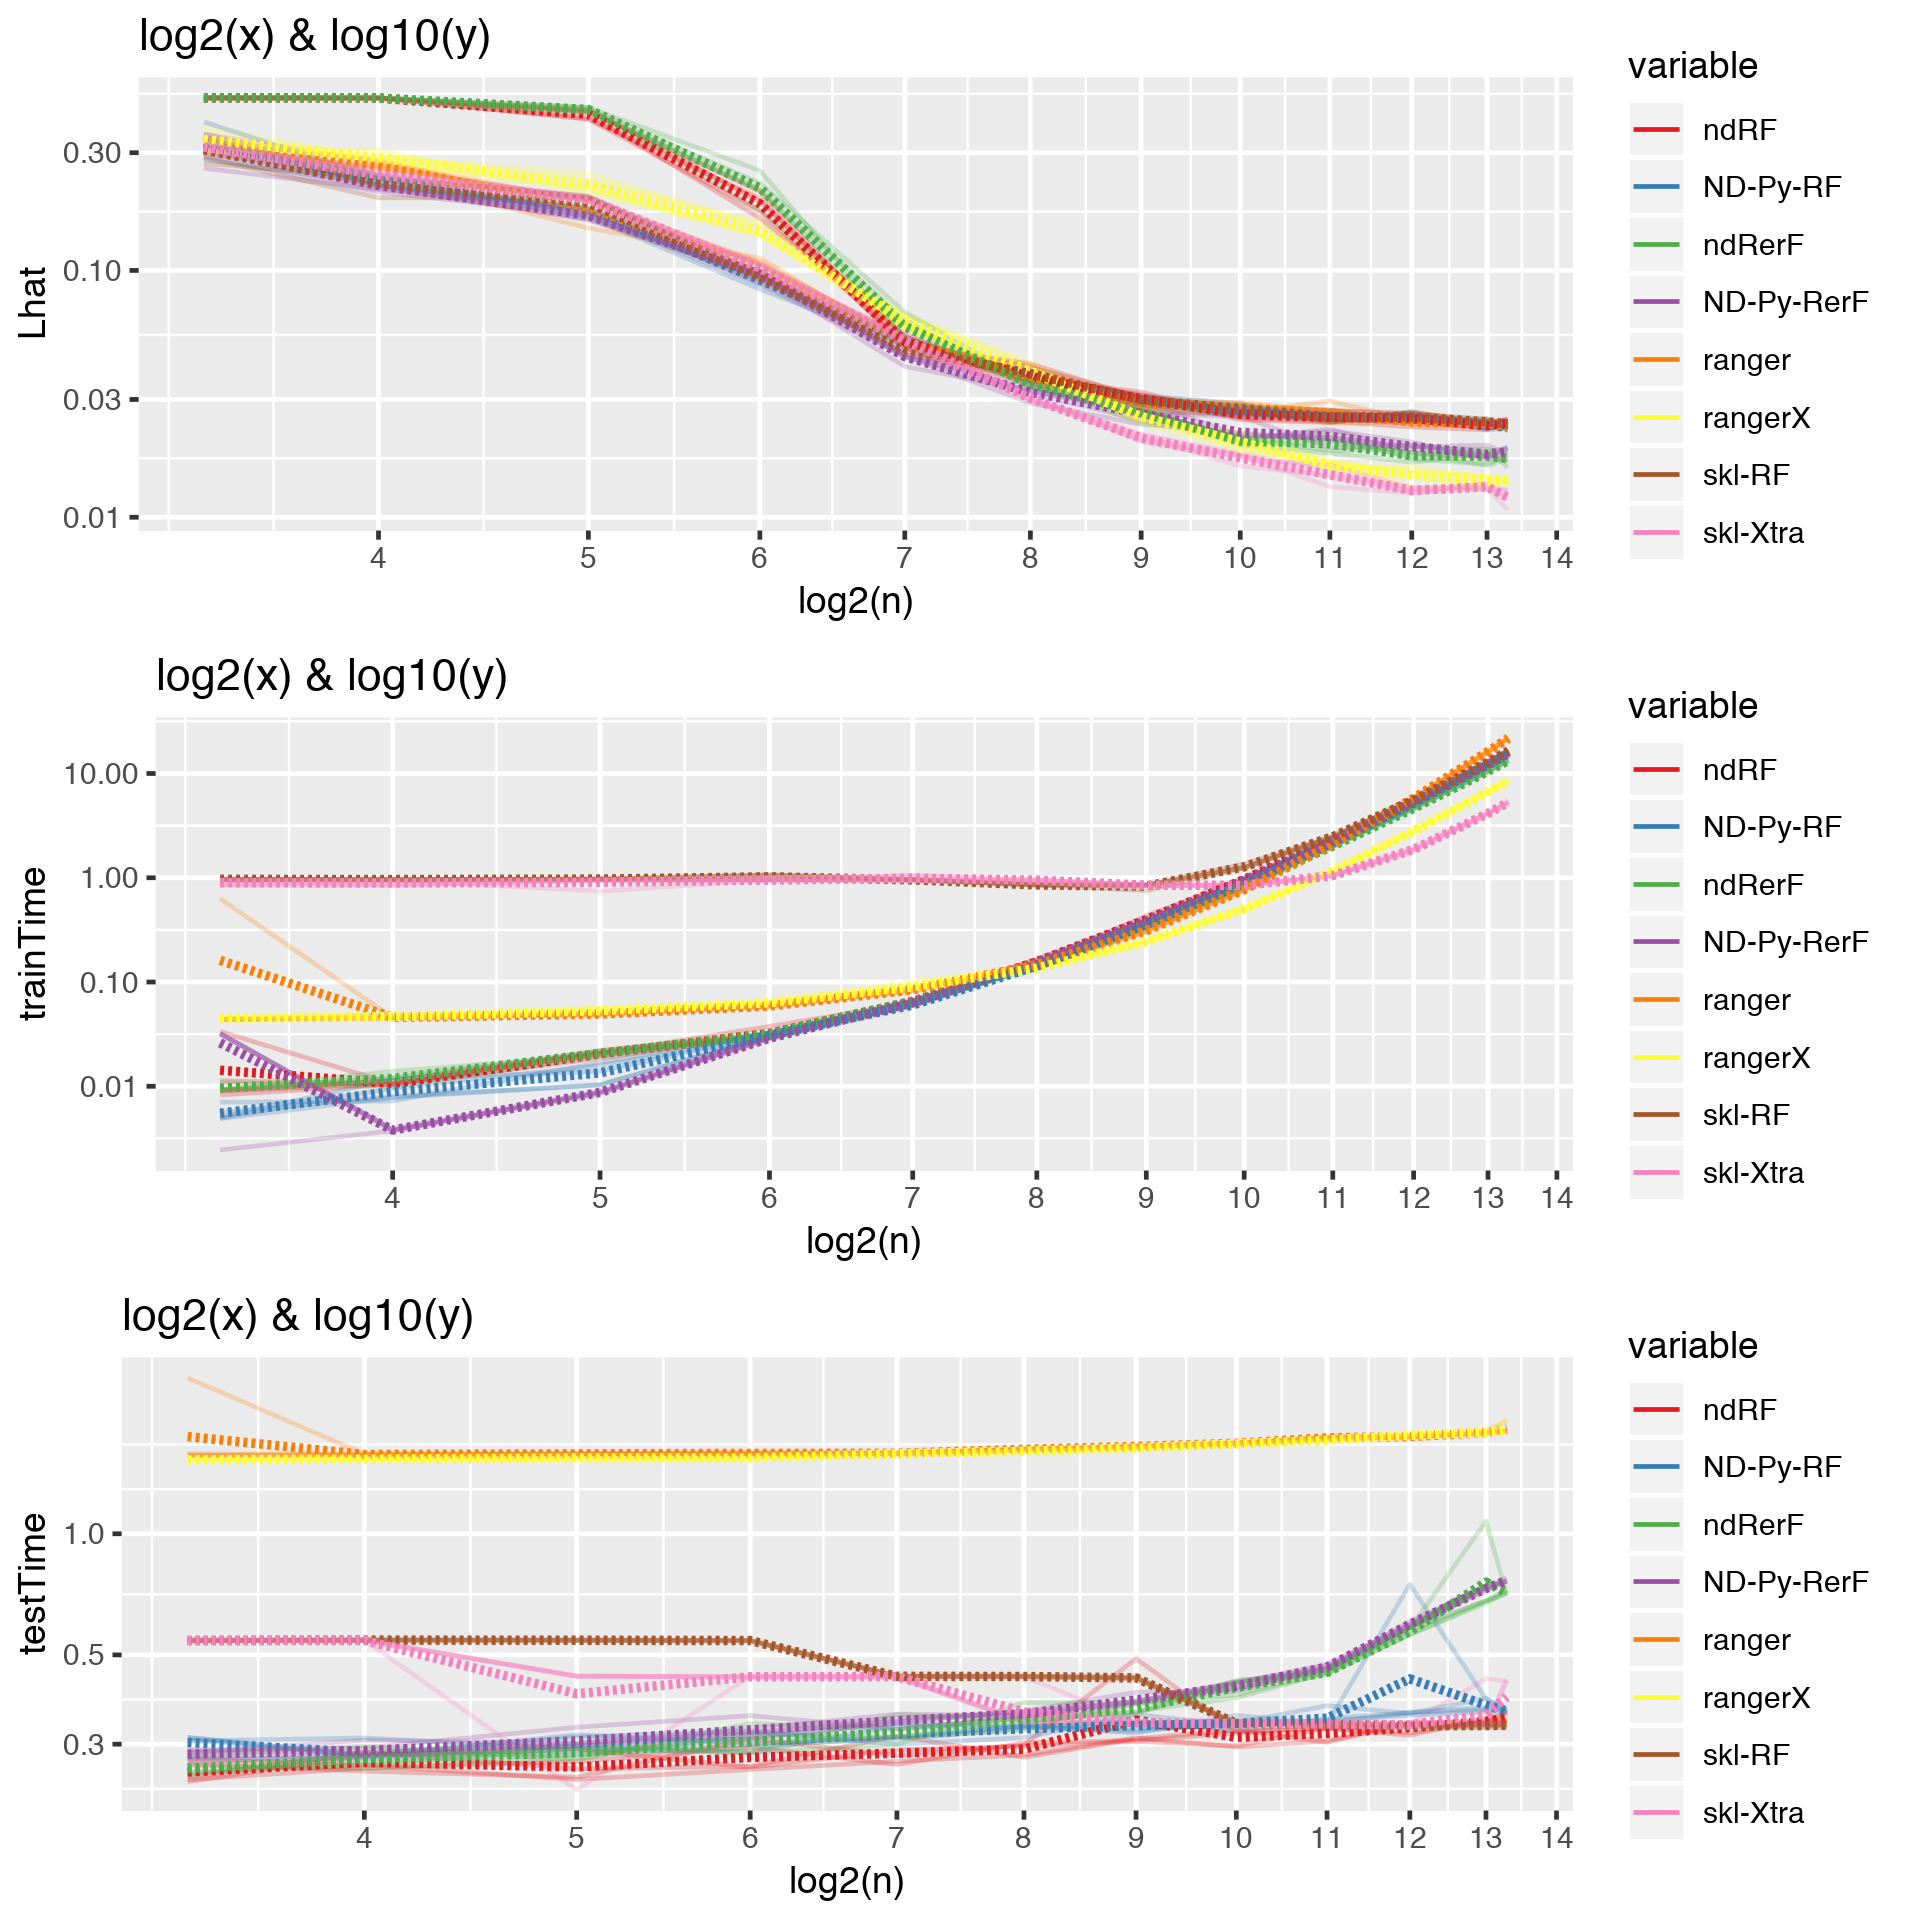 log2(x) & log10(y)
variable
ndRF
ND-Py-RF
ndRerF
ND-Py-RerF
ranger
rangerX
skl-RF
skl-Xtra
Lhat
0.30
0.10
0.03
0.01
4 5 6 7 8 9 10 11 12 13 14
log2(n)
log2(x) & log10(y)
variable
ndRF
ND-Py-RF
ndRerF
ND-Py-RerF
ranger
rangerX
skl-RF
skl-Xtra
trainTime
10.00
1.00
0.10
0.01
4 5 6 7 8 9 10 11 12 13 14
log2(n)
log2(x) & log10(y)
variable
ndRF
ND-Py-RF
ndRerF
ND-Py-RerF
ranger
rangerX
skl-RF
skl-Xtra
testTime
1.0
0.5
0.3
4 5 6 7 8 9 10 11 12 13 14
log2(n)